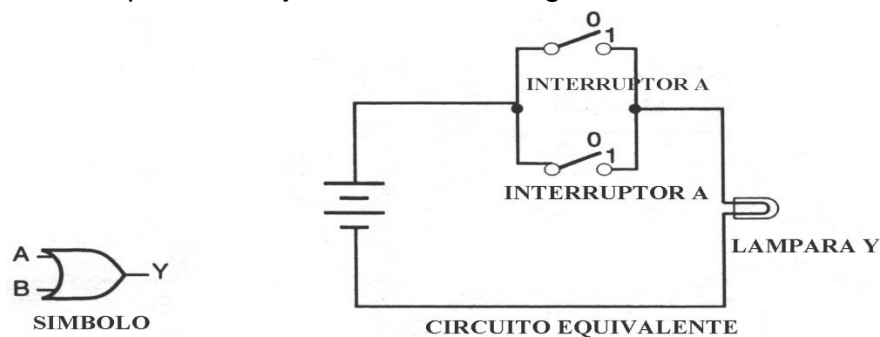 0
1
INTERRUPTOR A
0
1
INTERRUPTOR A
LAMPARA Y
A
B
Y
SIMBOLO
CIRCUITO EQUIVALENTE